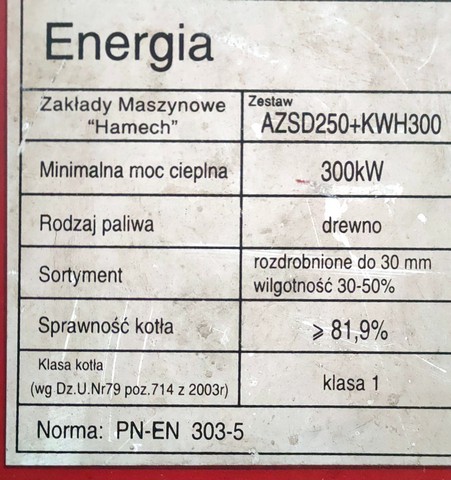 Energia
Zakłady Maszynowe
“Hamech”
Zestaw
AZSD250+KWH300
Minimalna moc cieplna
300kW
Rodzaj paliwa
drewno
Sortyment
rozdrobnione do 30 mm
wilgotność 30-50%
Sprawność kotła
⩾ 81,9%
Klasa kotła
(wg Dz.U.Nr79 poz.714 z 2003r)
klasa 1
Norma: PN-EN 303-5